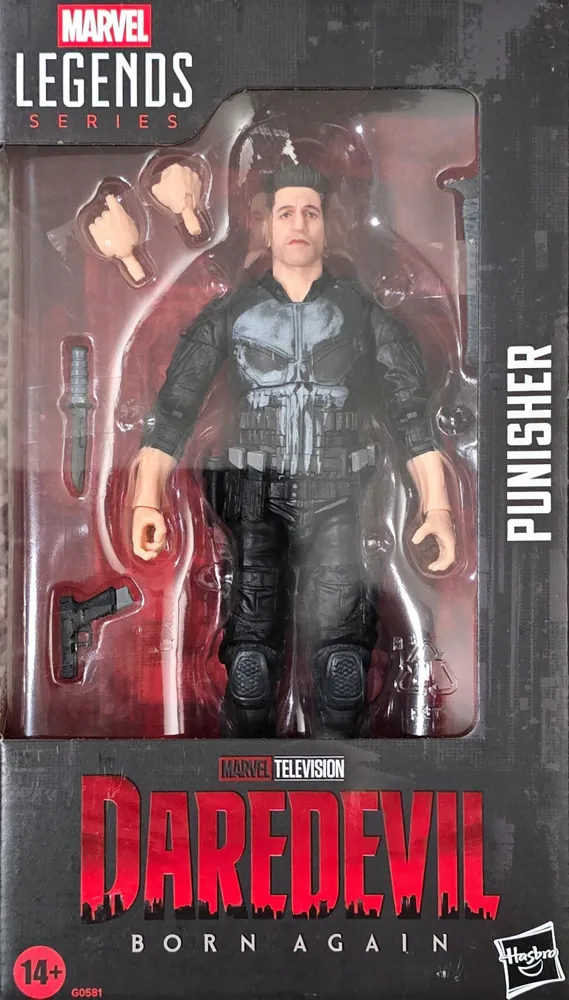 MARVEL
LEGENDS
SERIES
PUNISHER
MARVEL TELEVISION
DAREDEVIL
BORN AGAIN
14+
G0581
Hasbro